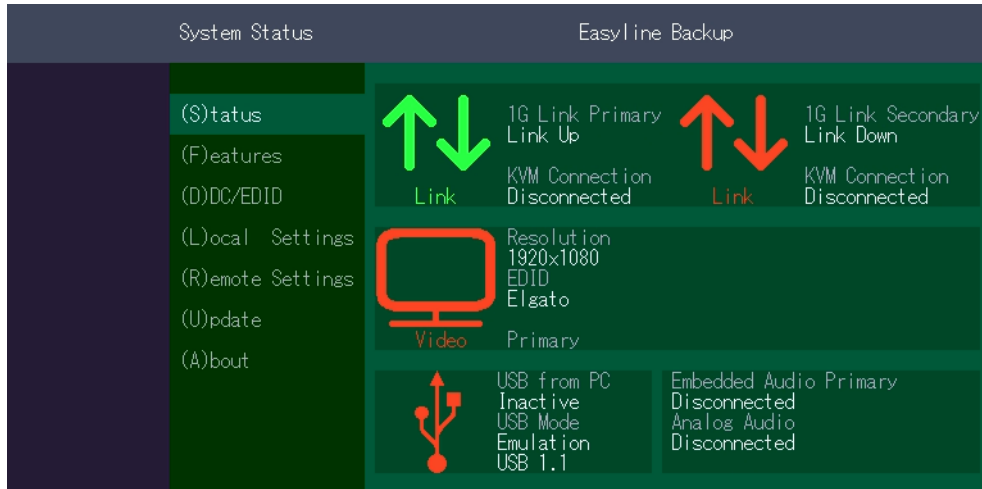 System Status
Easyline Backup
(S)tatus
(F)eatures
(D)DC/EDID
(L)ocal Settings
(R)emote Settings
(U)pdate
(A)bout
Link
1G Link Primary
Link Up
KVM Connection
Disconnected
Link
1G Link Secondary
Link Down
KVM Connection
Disconnected
Video
Resolution
1920x1080
EDID
Elgato
Primary
USB from PC
Inactive
USB Mode
Emulation
USB 1.1
Embedded Audio Primary
Disconnected
Analog Audio
Disconnected